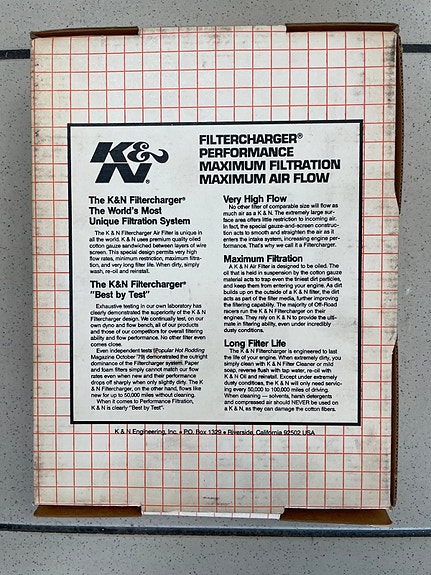 K&N®
FILTERCHARGER®
PERFORMANCE
MAXIMUM FILTRATION
MAXIMUM AIR FLOW
The K&N Filtercharger®
The World's Most
Unique Filtration System
The K & N Filtercharger Air Filter is unique in
all the world. K & N uses premium quality oiled
cotton gauze sandwiched between layers of wire
screen. This special design permits very high
flow rates, minimum restriction, maximum filtra-
tion, and very long filter life. When dirty, simply
wash, re-oil and reinstall.
The K&N Filtercharger®
"Best by Test"
Exhaustive testing in our own laboratory has
clearly demonstrated the superiority of the K & N
Filtercharger design. We continually test, on our
own dyno and flow bench, all of our products
and those of our competitors for overall filtering
ability and flow performance. No other filter even
comes close.
Even independent tests (Popular Hot Rodding
Magazine October '79) demonstrated the outright
dominance of the Filtercharger system. Paper
and foam filters simply cannot match our flow
rates even when new and their performance
drops off sharply when only slightly dirty. The K
& N Filtercharger, on the other hand, flows like
new for up to 50,000 miles without cleaning.
When it comes to Performance Filtration,
K & N is clearly "Best by Test".
Very High Flow
No other filter of comparable size will flow as
much air as a K & N. The extremely large sur-
face area offers little restriction to incoming air.
In fact, the special gauze-and-screen construc-
tion acts to smooth and straighten the air as it
enters the intake system, increasing engine per-
formance. That's why we call it a Filtercharger.
Maximum Filtration
A K & N Air Filter is designed to be oiled. The
oil that is held in suspension by the cotton gauze
material acts to trap even the tiniest dirt particles,
and keep them from entering your engine. As dirt
builds up on the outside of a K & N filter, the dirt
acts as part of the filter media, further improving
the filtering capability. The majority of Off-Road
racers run the K & N Filtercharger on their
engines. They rely on K & N to provide the ulti-
mate in filtering ability, even under incredibly
dusty conditions.
Long Filter Life
The K & N Filtercharger is engineered to last
the life of your engine. When extremely dirty, you
simply clean with K & N Filter Cleaner or mild
soap, reverse flush with tap water, re-oil with
K & N Oil and reinstall. Except under extremely
dusty conditions, the K & N will only need servic-
ing every 50,000 to 100,000 miles of driving.
When cleaning — solvents, harsh detergents
and compressed air should NEVER be used on
a K & N, as they can damage the cotton fibers.
K & N Engineering, Inc. • P.O. Box 1329 • Riverside, California 92502 USA